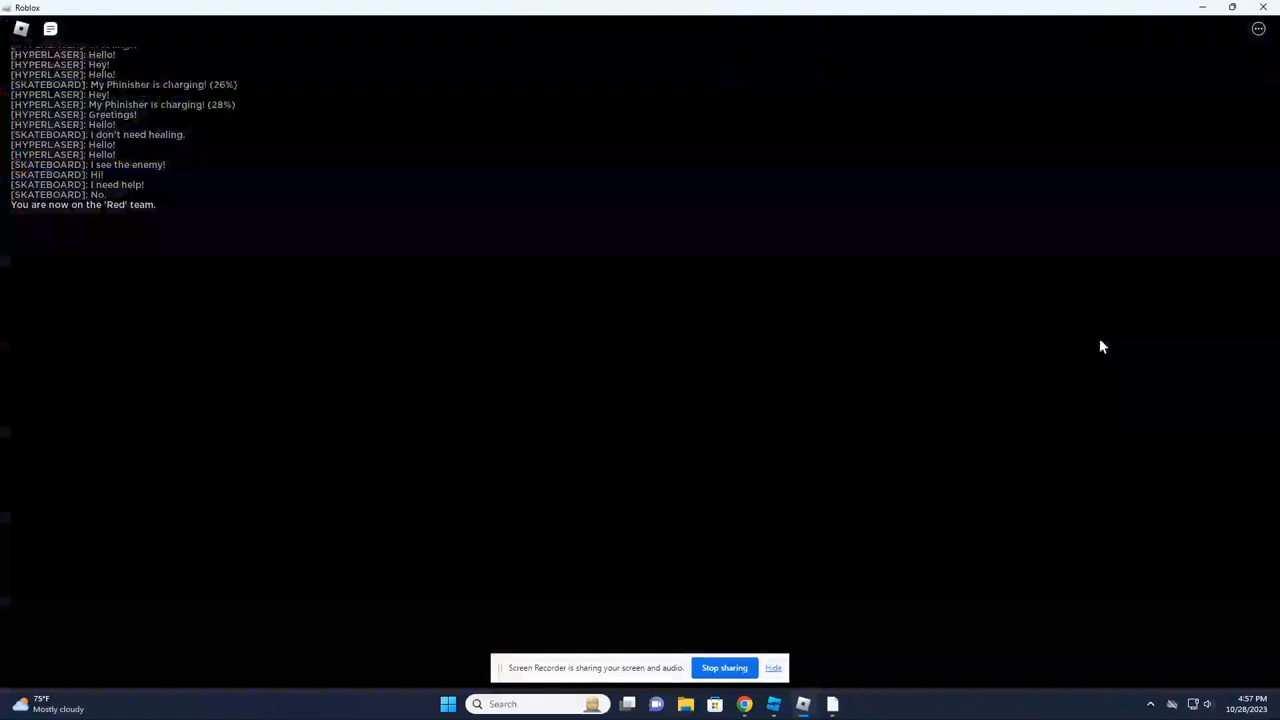 Roblox
[HYPERLASER]: Hello!
[HYPERLASER]: Hey!
[HYPERLASER]: Hello!
[SKATEBOARD]: My Phinisher is charging! (26%)
[HYPERLASER]: Hey!
[HYPERLASER]: My Phinisher is charging! (28%)
[HYPERLASER]: Greetings!
[HYPERLASER]: Hello!
[SKATEBOARD]: I don't need healing.
[HYPERLASER]: Hello!
[HYPERLASER]: Hello!
[SKATEBOARD]: I see the enemy!
[SKATEBOARD]: Hi!
[SKATEBOARD]: I need help!
[SKATEBOARD]: No.
You are now on the 'Red' team.
Screen Recorder is sharing your screen and audio.
Stop sharing
Hide
75°F
Mostly cloudy
Search
4:57 PM
10/28/2023